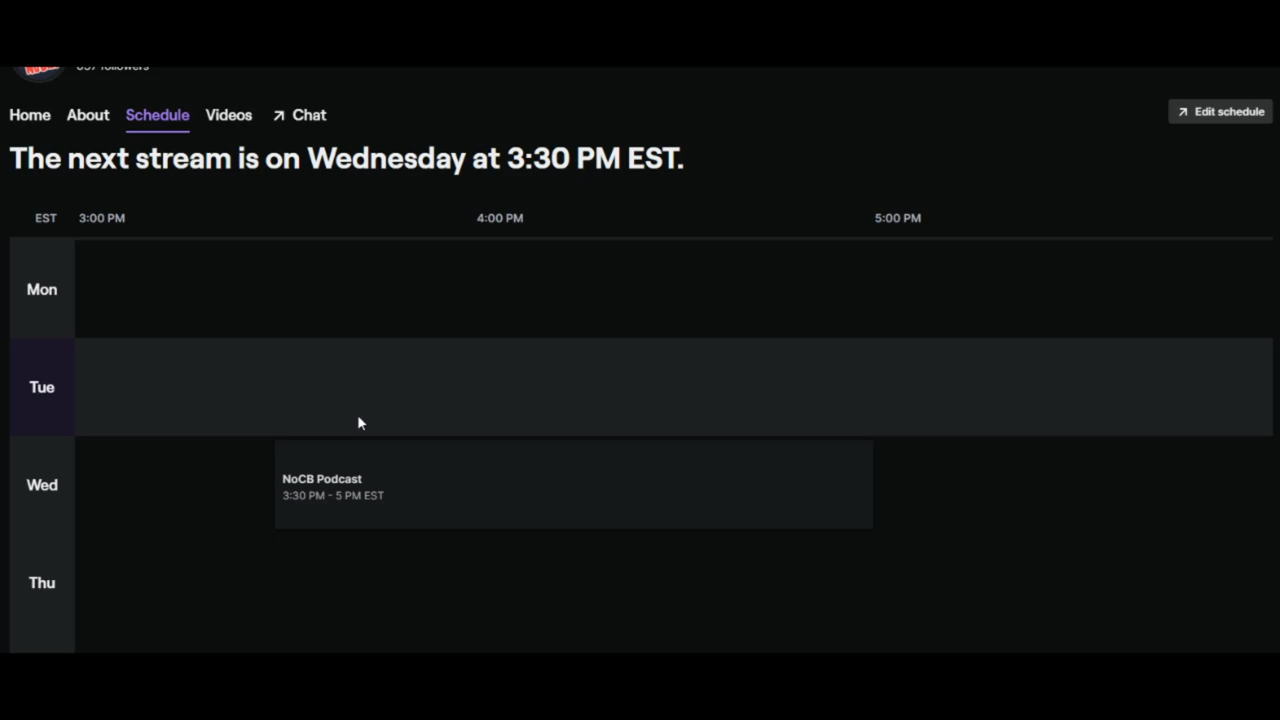 followers
Home About Schedule Videos Chat Edit schedule
The next stream is on Wednesday at 3:30 PM EST.
EST 3:00 PM 4:00 PM 5:00 PM
Mon
Tue
Wed
NoCB Podcast
3:30 PM - 5 PM EST
Thu